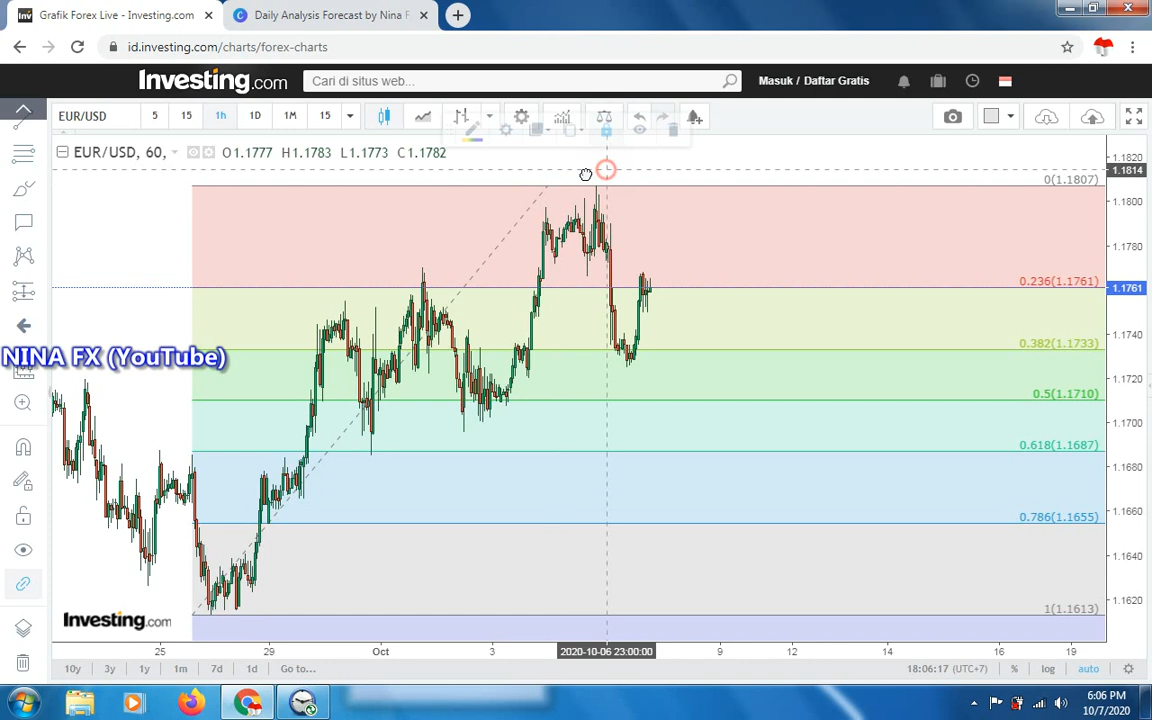 Grafik Forex Live - Investing.com
Daily Analysis Forecast by Nina F
id.investing.com/charts/forex-charts
Investing.com
Cari di situs web...
Masuk / Daftar Gratis
EUR/USD
5
15
1h
1D
1M
15
EUR/USD, 60,
O1.1777 H1.1783 L1.1773 C1.1782
1.1820
1.1814
0(1.1807)
1.1800
1.1780
0.236(1.1761)
1.1761
1.1740
0.382(1.1733)
NINA FX (YouTube)
1.1720
0.5(1.1710)
1.1700
0.618(1.1687)
1.1680
1.1660
0.786(1.1655)
1.1640
1(1.1613)
1.1620
Investing.com
25
29
Oct
3
2020-10-06 23:00:00
9
12
14
16
19
10y 3y 1y 1m 7d 1d Go to...
18:06:17 (UTC+7) % log auto
6:06 PM
10/7/2020